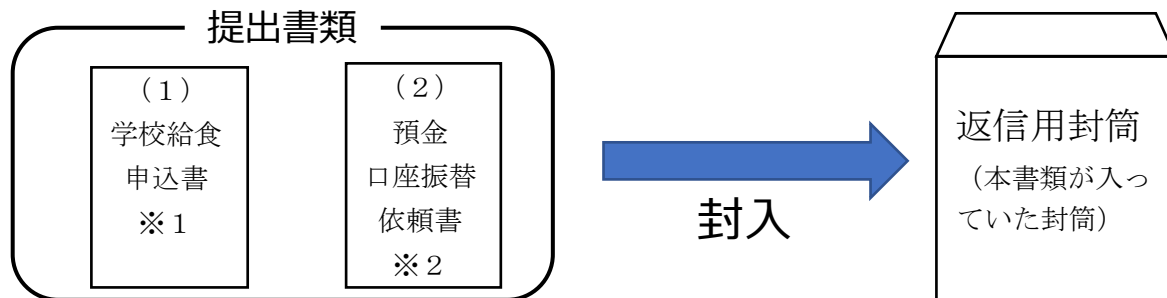 提出書類
（１）
学校給食
申込書
※１
（２）
預金
口座振替
依頼書
※２
封入
返信用封筒
（本書類が入っ
ていた封筒）